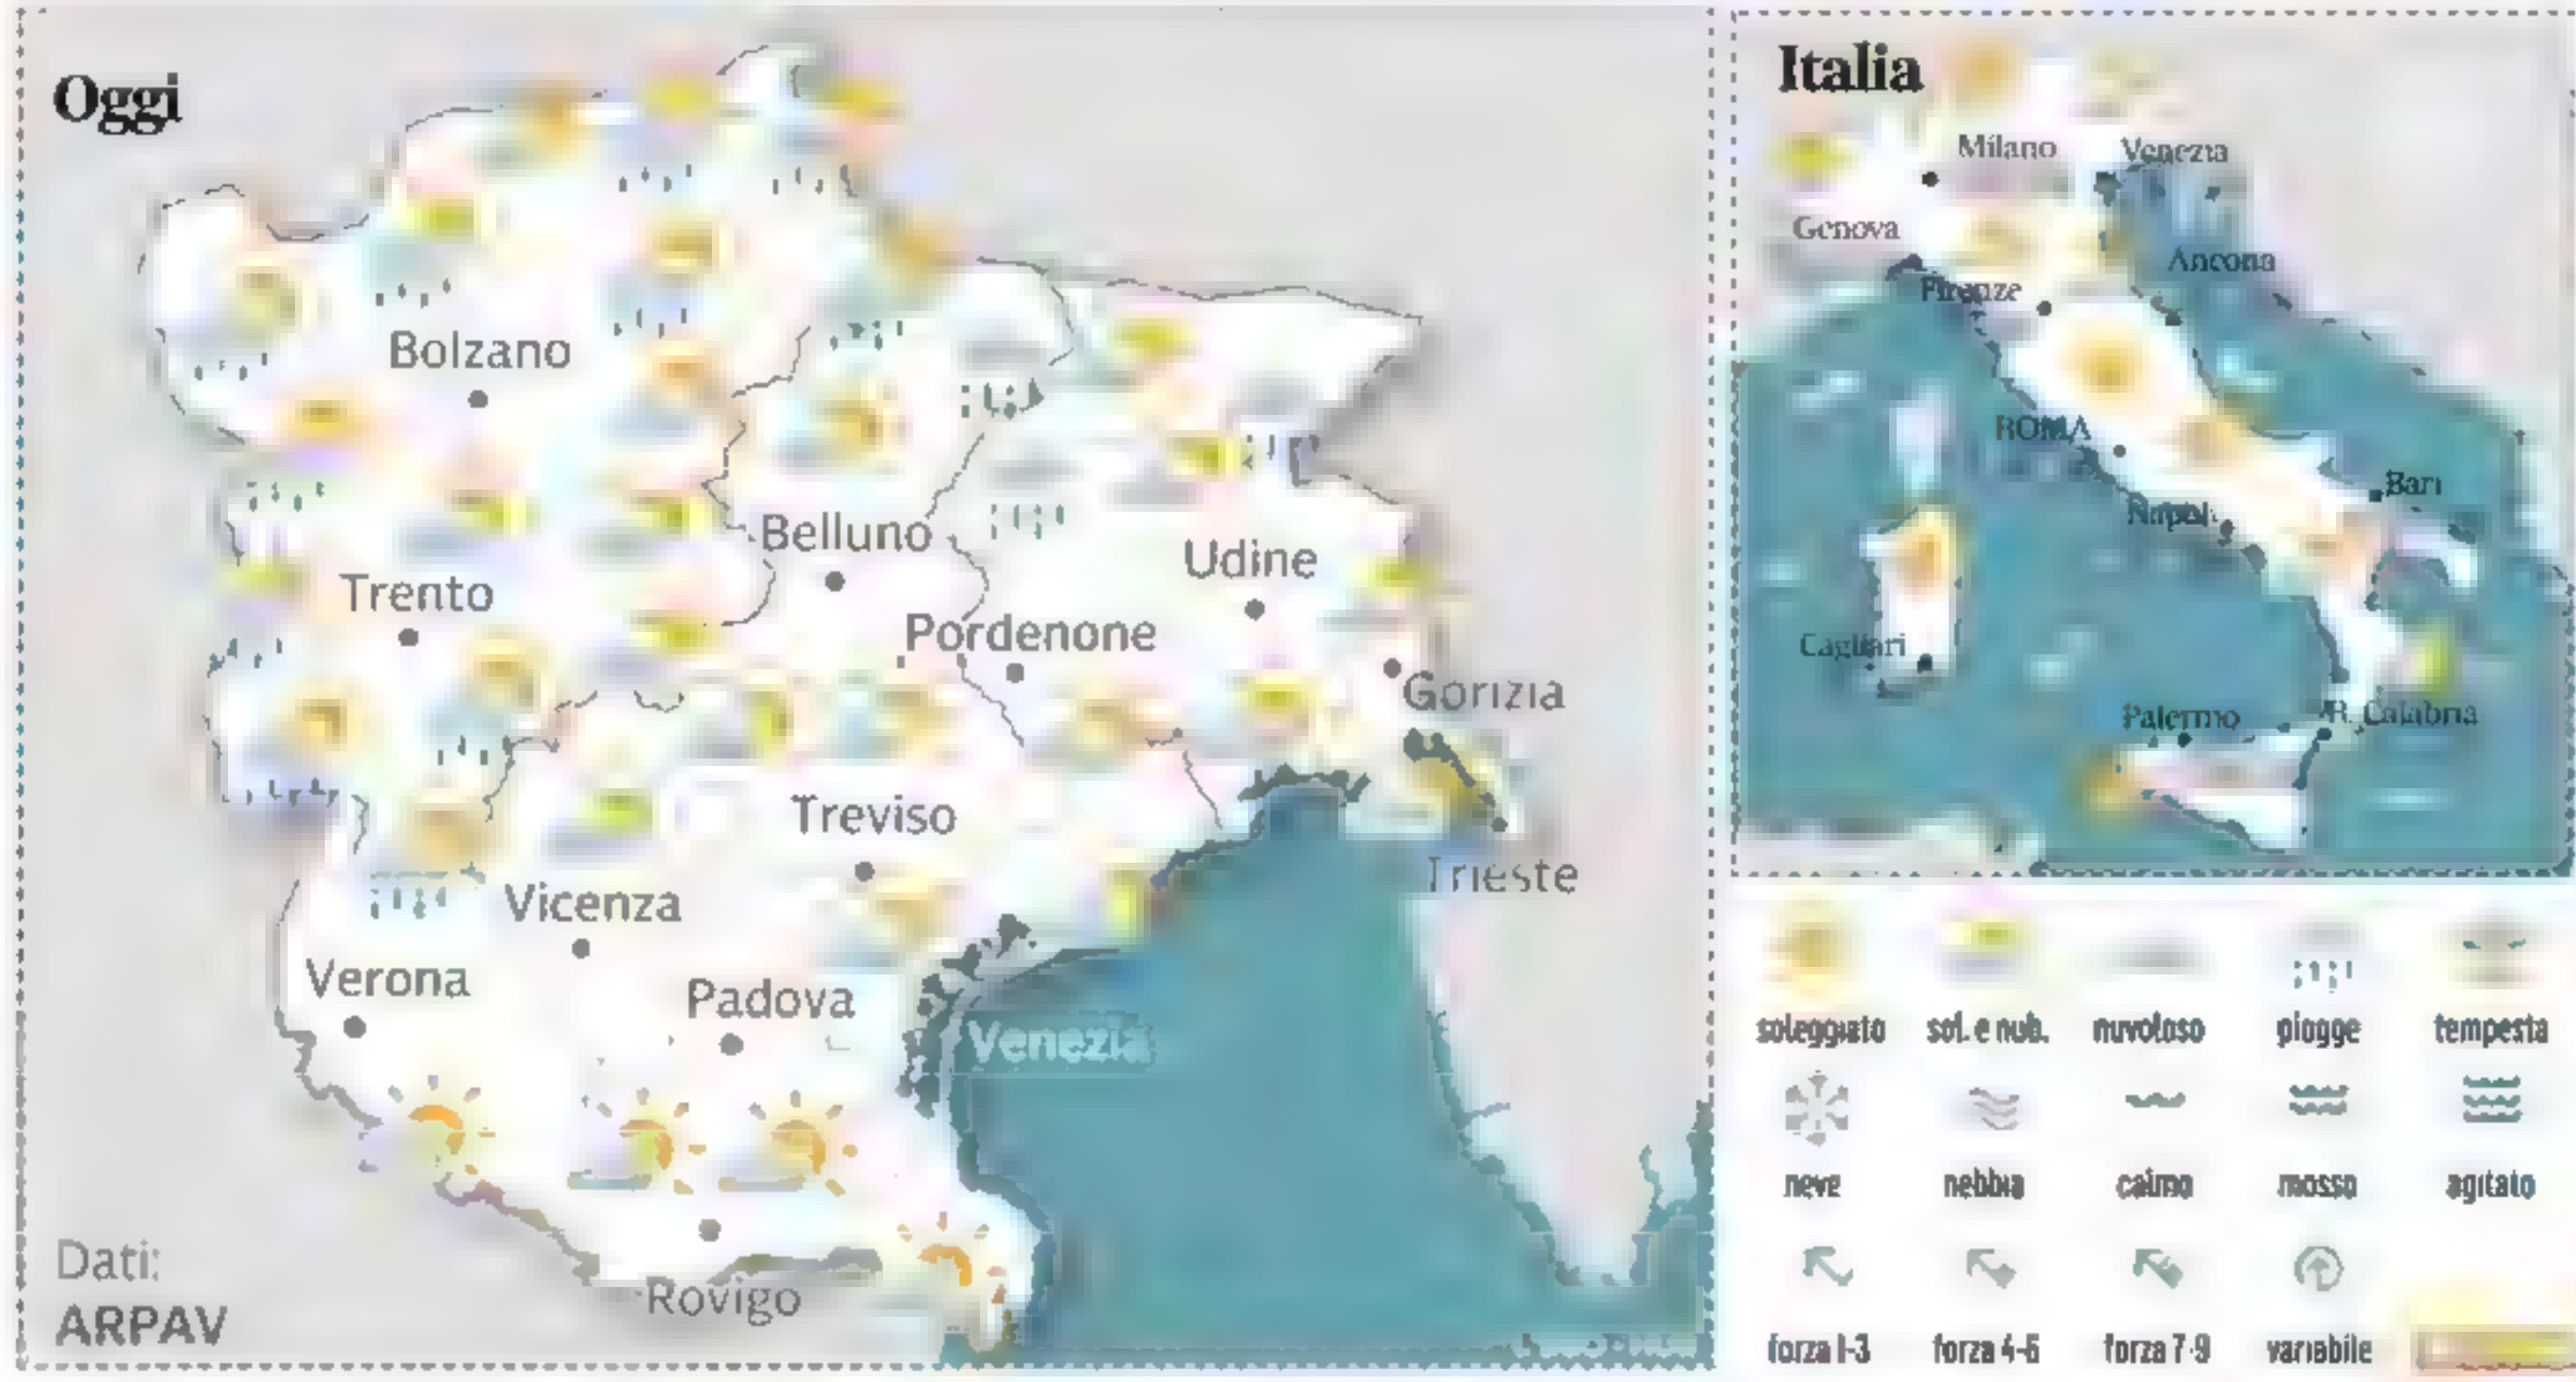 Oggi
Bolzano
Belluno
Udine
Trento
Pordenone
Gorizia
Treviso
Trieste
Vicenza
Verona
Padova
Venezia
Rovigo
Dati:
ARPAV
Italia
Milano
Venezia
Genova
Ancona
Firenze
ROMA
Bari
Napoli
Cagliari
Palermo
R. Calabria
soleggiato sol. e nub. nuvoloso piogge tempesta
neve nebbia calmo mosso agitato
forza 1-3 forza 4-6 forza 7-9 variabile